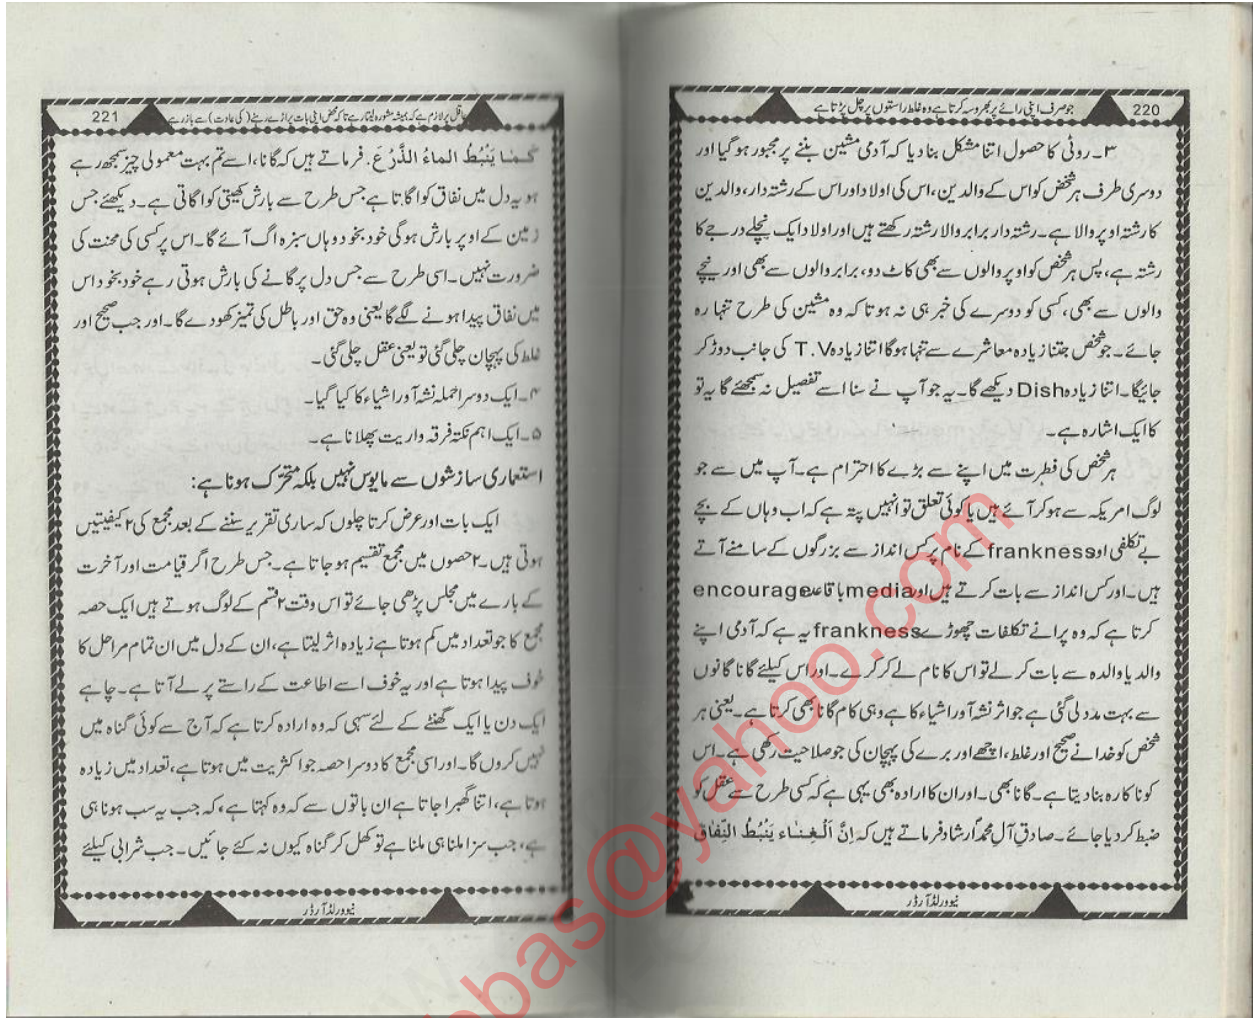 220 جو صرف اپنی رائے پر بھروسہ کرتا ہے وہ غلط راستوں پر چل پڑتا ہے
۳۔ روٹی کا حصول اتنا مشکل بنا دیا کہ آدمی مشین بننے پر مجبور ہو گیا اور
دوسری طرف ہر شخص کو اس کے والدین، اس کی اولاد اور اس کے رشتہ دار، والدین
کا رشتہ اوپر والا ہے۔ رشتہ دار برابر والا رشتہ رکھتے ہیں اور اولاد ایک نچلے درجے کا
رشتہ ہے، پس ہر شخص کو اوپر والوں سے بھی کاٹ دو، برابر والوں سے بھی اور نیچے
والوں سے بھی، کسی کو دوسرے کی خبر ہی نہ ہو تا کہ وہ مشین کی طرح تنہا رہ
جائے۔ جو شخص جتنا زیادہ معاشرے سے تنہا ہوگا اتنا زیادہ T.V کی جانب دوڑ کر
جائیگا۔ اتنا زیادہ Dish دیکھے گا۔ یہ جو آپ نے سنا اسے تفصیل نہ سمجھئے گا یہ تو
کا ایک اشارہ ہے۔
ہر شخص کی فطرت میں اپنے سے بڑے کا احترام ہے۔ آپ میں سے جو
لوگ امریکہ سے ہو کر آئے ہیں یا کوئی تعلق تو انہیں پتہ ہے کہ اب وہاں کے بچے
بے تکلفی اور frankness کے نام پر کس انداز سے بزرگوں کے سامنے آتے
ہیں۔ اور کس انداز سے بات کرتے ہیں اور media باقاعدہ encourage
کرتا ہے کہ وہ پرانے تکلفات چھوڑے frankness یہ ہے کہ آدمی اپنے
والد یا والدہ سے بات کرلے تو اس کا نام لے کر کرے۔ اور اس کیلئے گانا گانوں
سے بہت مدد لی گئی ہے جو اثر نشہ آور اشیاء کا ہے وہی کام گانا بھی کرتا ہے۔ یعنی ہر
شخص کو خدا نے صحیح اور غلط، اچھے اور برے کی پہچان کی جو صلاحیت رکھی ہے۔ اس
کو ناکارہ بنا دیتا ہے۔ گانا بھی۔ اور ان کا ارادہ بھی یہی ہے کہ کسی طرح سے عقل کو
ضبط کر دیا جائے۔ صادقِ آلِ محمدؐ ارشاد فرماتے ہیں کہ اِنَّ اَلْغِنَاء یَنْبُطُ النِّفَاق
نیو ورلڈ آرڈر
221 عاقل پر لازم ہے کہ ہمیشہ مشورہ لیتا رہے تاکہ محض اپنی بات پر اڑے رہنے (کی عادت) سے باز رہے
کَمَا یَنْبُطُ الماءُ الذَّرْعَ. فرماتے ہیں کہ گانا، اسے تم بہت معمولی چیز سمجھ رہے
ہو یہ دل میں نفاق کو اگاتا ہے جس طرح سے بارش کھیتی کو اگاتی ہے۔ دیکھئے جس
زمین کے اوپر بارش ہوگی خود بخود وہاں سبزہ اگ آئے گا۔ اس پر کسی کی محنت کی
ضرورت نہیں۔ اسی طرح سے جس دل پر گانے کی بارش ہوتی رہے خود بخود اس
میں نفاق پیدا ہونے لگے گا یعنی وہ حق اور باطل کی تمیز کھو دے گا۔ اور جب صحیح اور
غلط کی پہچان چلی گئی تو یعنی عقل چلی گئی۔
۴۔ ایک دوسرا حملہ نشہ آور اشیاء کا کیا گیا۔
۵۔ ایک اہم نکتہ فرقہ واریت پھلانا ہے۔
استعماری سازشوں سے مایوس نہیں بلکہ متحرّک ہونا ہے:
ایک بات اور عرض کرتا چلوں کہ ساری تقریر سننے کے بعد مجمع کی ۲ کیفیتیں
ہوتی ہیں۔ ۲ حصوں میں مجمع تقسیم ہو جاتا ہے۔ جس طرح اگر قیامت اور آخرت
کے بارے میں مجلس پڑھی جائے تو اس وقت ۲ قسم کے لوگ ہوتے ہیں ایک حصہ
مجمع کا جو تعداد میں کم ہوتا ہے زیادہ اثر لیتا ہے، ان کے دل میں ان تمام مراحل کا
خوف پیدا ہوتا ہے اور یہ خوف اسے اطاعت کے راستے پر لے آتا ہے۔ چاہے
ایک دن یا ایک گھنٹے کے لئے سہی کہ وہ ارادہ کرتا ہے کہ آج سے کوئی گناہ میں
نہیں کروں گا۔ اور اسی مجمع کا دوسرا حصہ جو اکثریت میں ہوتا ہے، تعداد میں زیادہ
ہوتا ہے، اتنا گھبرا جاتا ہے ان باتوں سے کہ وہ کہتا ہے، کہ جب یہ سب ہونا ہی
ہے، جب سزا ملنا ہی ملنا ہے تو کھل کر گناہ کیوں نہ کئے جائیں۔ جب شرابی کیلئے
نیو ورلڈ آرڈر
bas@yahoo.com